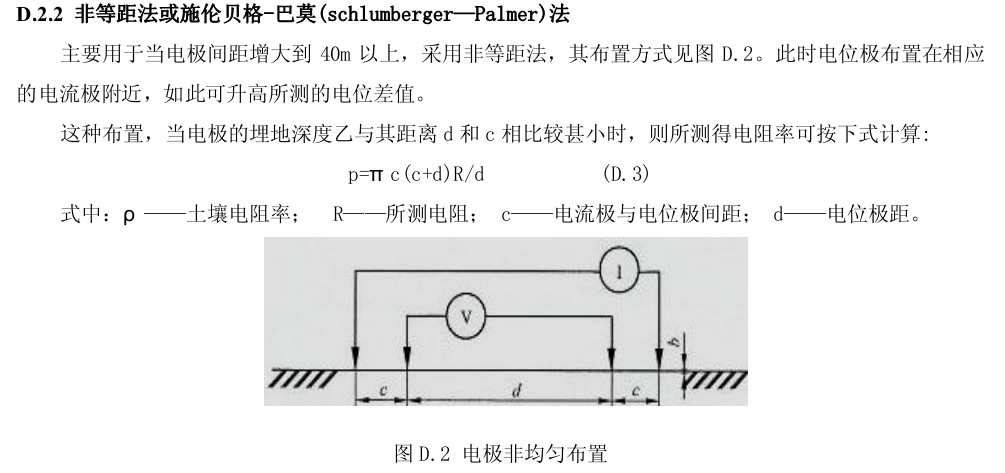 D.2.2 非等距法或施伦贝格-巴莫(schlumberger—Palmer)法
主要用于当电极间距增大到 40m 以上，采用非等距法，其布置方式见图 D.2。此时电位极布置在相应
的电流极附近，如此可升高所测的电位差值。
这种布置，当电极的埋地深度乙与其距离 d 和 c 相比较甚小时，则所测得电阻率可按下式计算:
p=π c(c+d)R/d (D.3)
式中：ρ ——土壤电阻率； R——所测电阻； c——电流极与电位极间距； d——电位极距。
I
V
b
c d c
图 D.2 电极非均匀布置